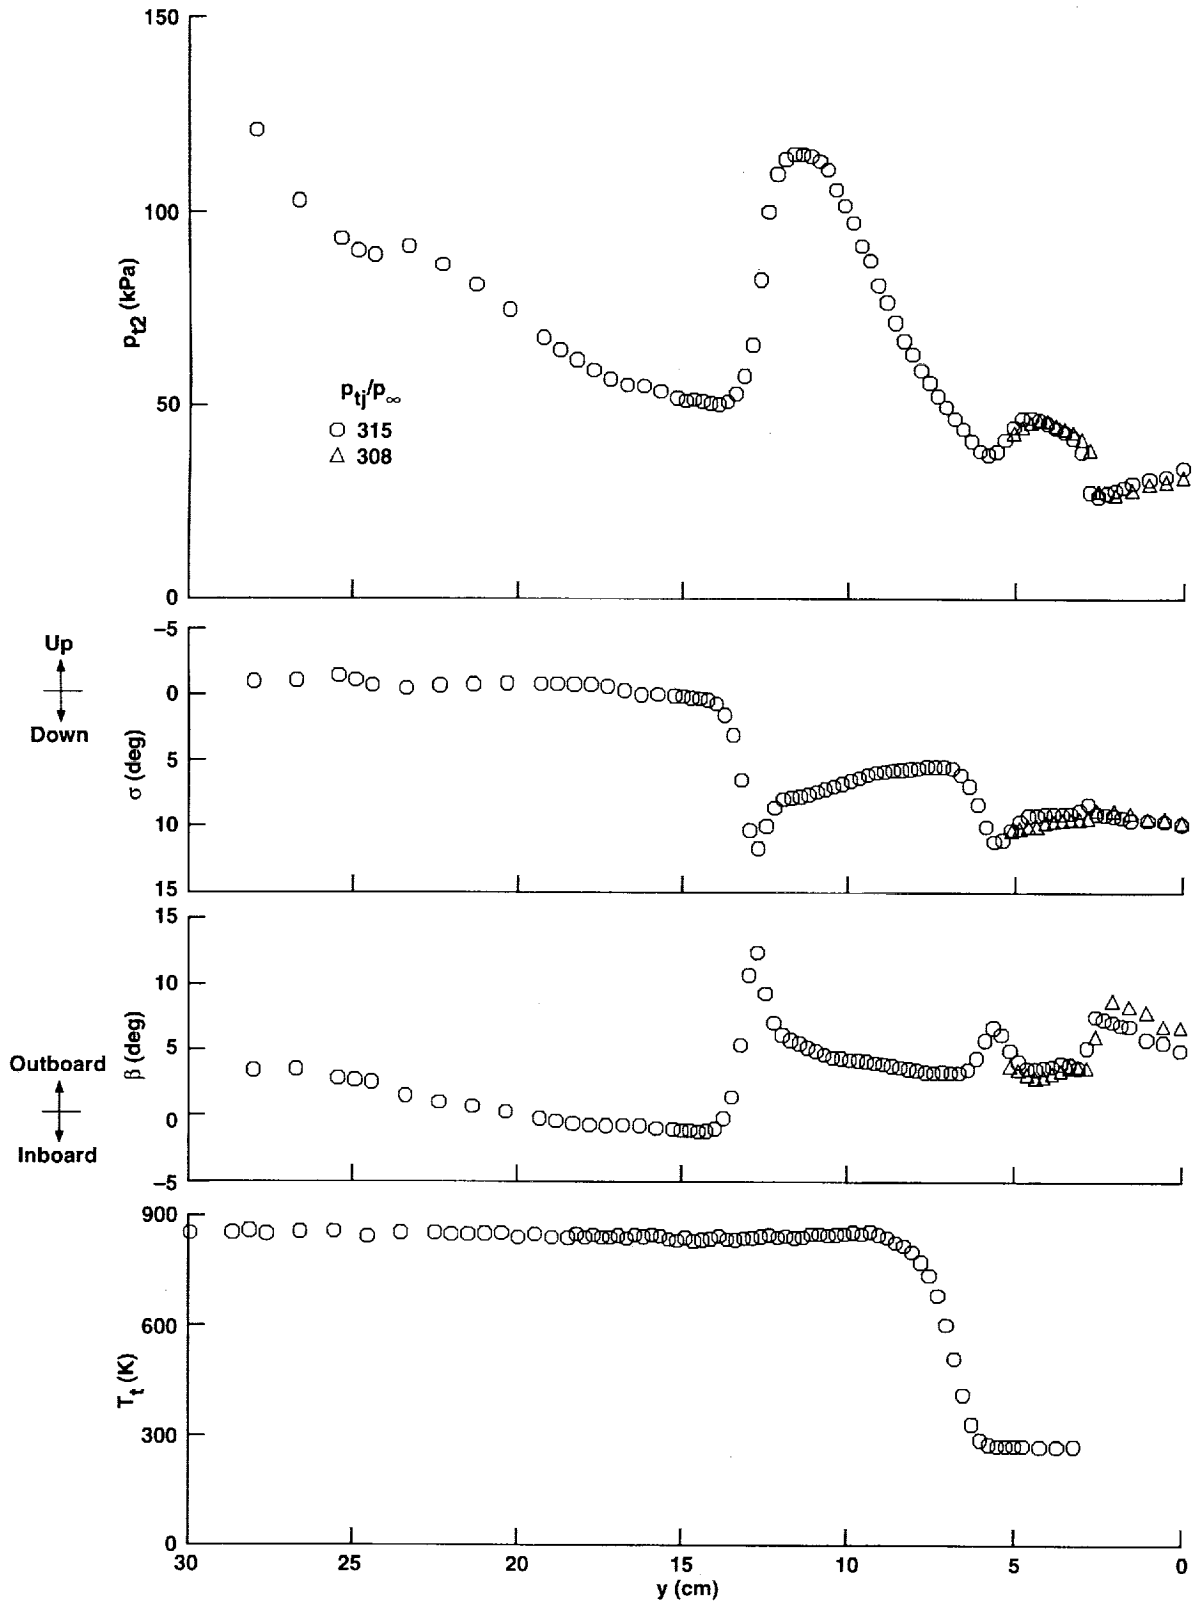 150
100
50
0
p_t2 (kPa)
p_tj/p_∞
○ 315
△ 308
Up
Down
σ (deg)
−5
0
5
10
15
Outboard
Inboard
β (deg)
15
10
5
0
−5
T_t (K)
900
600
300
0
30 25 20 15 10 5 0
y (cm)